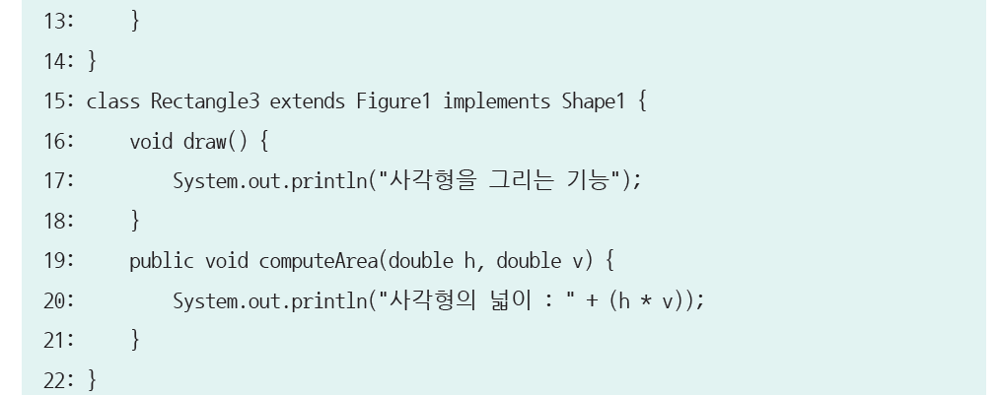 13:     }
14: }
15: class Rectangle3 extends Figure1 implements Shape1 {
16:     void draw() {
17:         System.out.println("사각형을 그리는 기능");
18:     }
19:     public void computeArea(double h, double v) {
20:         System.out.println("사각형의 넓이 : " + (h * v));
21:     }
22: }